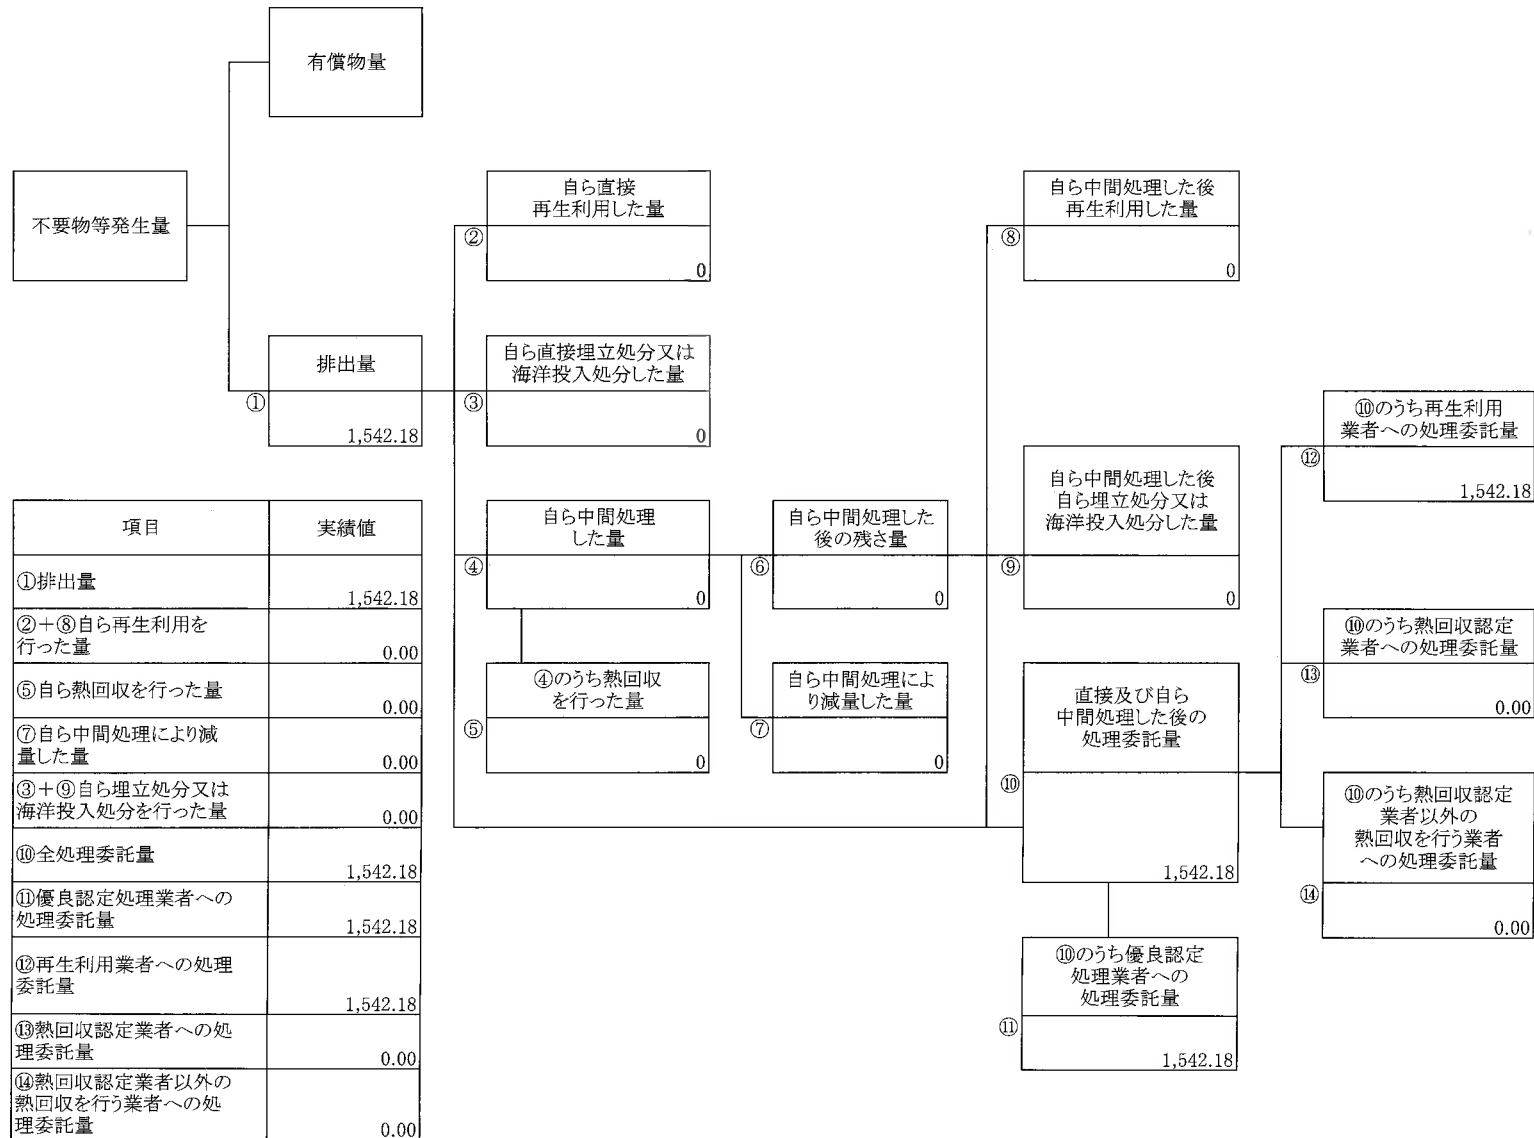 有償物量
不要物等発生量
自ら直接
再生利用した量
②
0
自ら中間処理した後
再生利用した量
⑧
0
排出量
①
1,542.18
自ら直接埋立処分又は
海洋投入処分した量
③
0
⑩のうち再生利用
業者への処理委託量
⑫
1,542.18
自ら中間処理
した量
④
0
自ら中間処理した
後の残さ量
⑥
0
自ら中間処理した後
自ら埋立処分又は
海洋投入処分した量
⑨
0
⑩のうち熱回収認定
業者への処理委託量
⑬
0.00
④のうち熱回収
を行った量
⑤
0
自ら中間処理によ
り減量した量
⑦
0
直接及び自ら
中間処理した後の
処理委託量
⑩
1,542.18
⑩のうち熱回収認定
業者以外の
熱回収を行う業者
への処理委託量
⑭
0.00
⑩のうち優良認定
処理業者への
処理委託量
⑪
1,542.18
項目 実績値
①排出量
1,542.18
②+⑧自ら再生利用を
行った量
0.00
⑤自ら熱回収を行った量
0.00
⑦自ら中間処理により減
量した量
0.00
③+⑨自ら埋立処分又は
海洋投入処分を行った量
0.00
⑩全処理委託量
1,542.18
⑪優良認定処理業者への
処理委託量
1,542.18
⑫再生利用業者への処理
委託量
1,542.18
⑬熱回収認定業者への処
理委託量
0.00
⑭熱回収認定業者以外の
熱回収を行う業者への処
理委託量
0.00